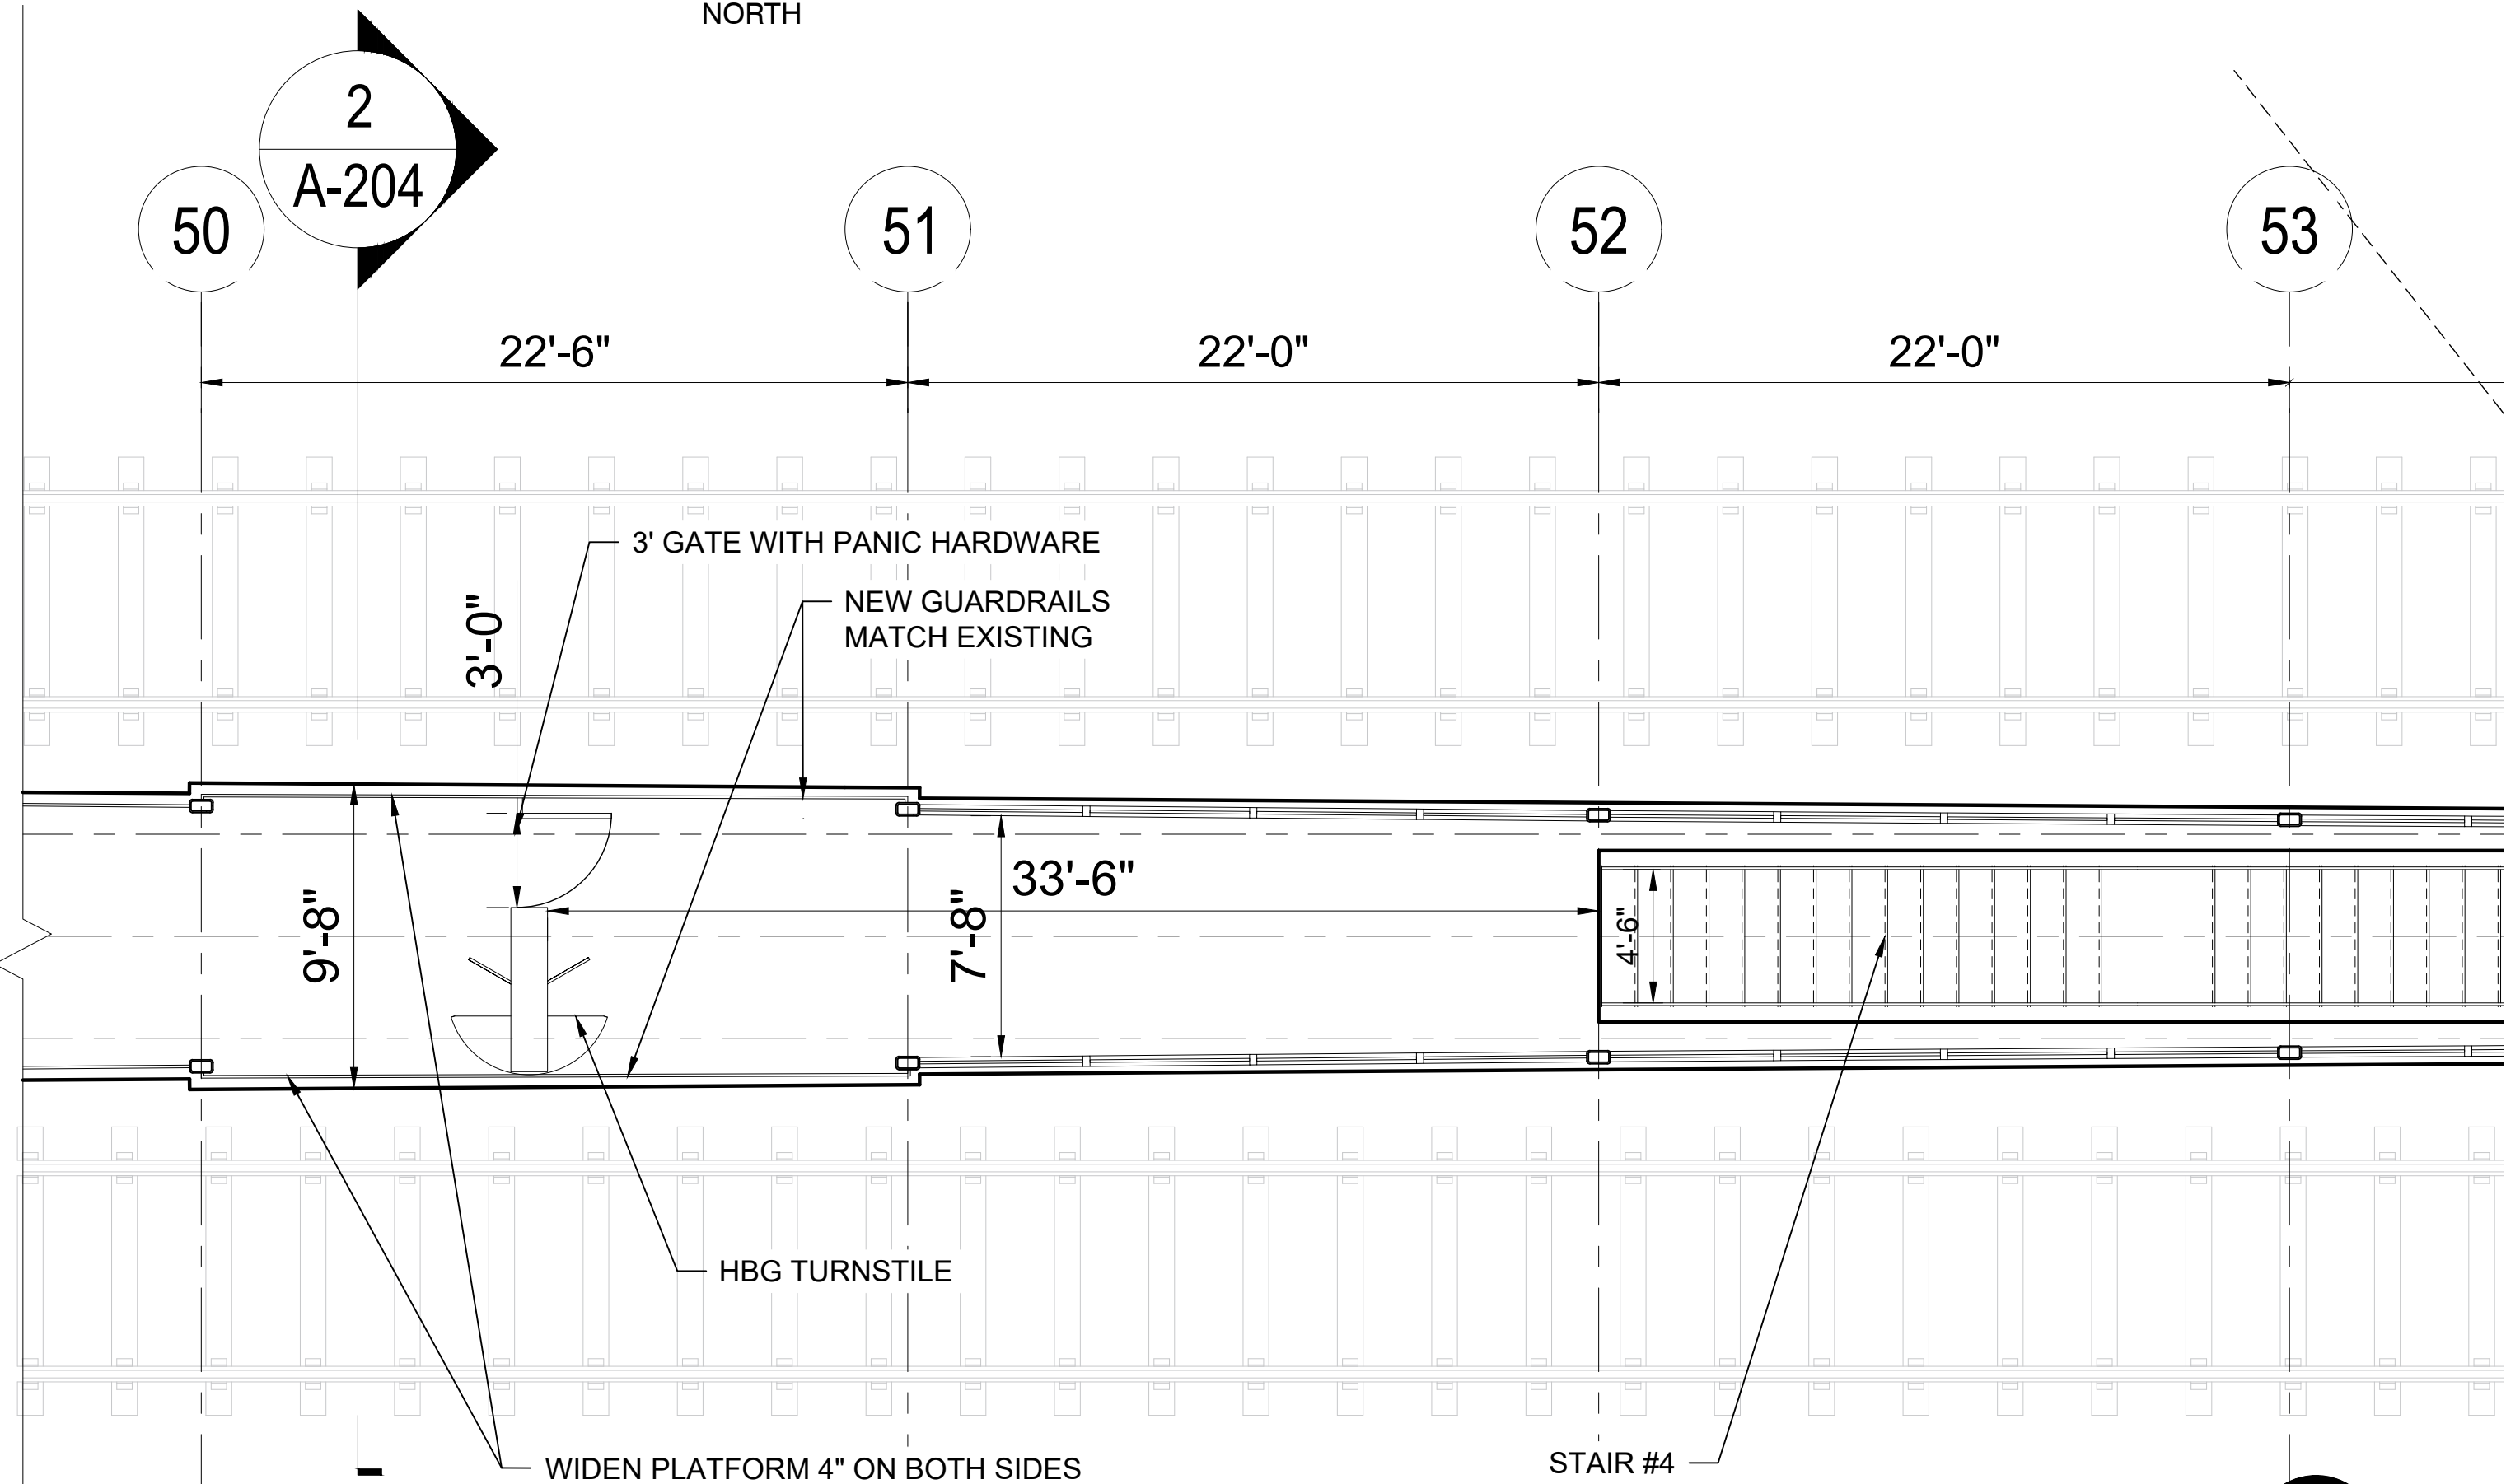 NORTH
2
A-204
50
51
52
53
22'-6"
22'-0"
22'-0"
3' GATE WITH PANIC HARDWARE
3'-0"
NEW GUARDRAILS
MATCH EXISTING
9'-8"
7'-8"
33'-6"
4'-6"
HBG TURNSTILE
WIDEN PLATFORM 4" ON BOTH SIDES
STAIR #4